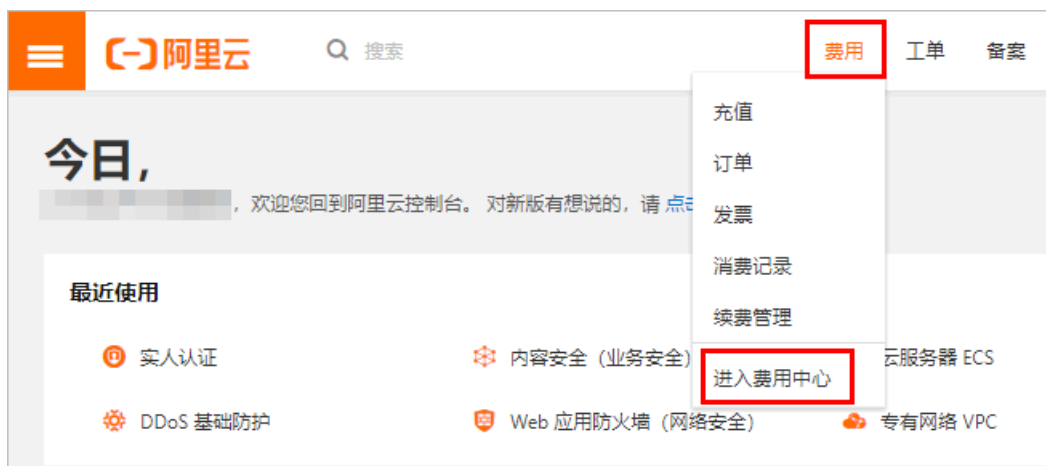 阿里云 搜索 费用 工单 备案
充值
今日，
订单
，欢迎您回到阿里云控制台。 对新版有想说的，请 点
发票
消费记录
最近使用
续费管理
实人认证 内容安全（业务安全） 云服务器 ECS
进入费用中心
DDoS 基础防护 Web 应用防火墙（网络安全） 专有网络 VPC